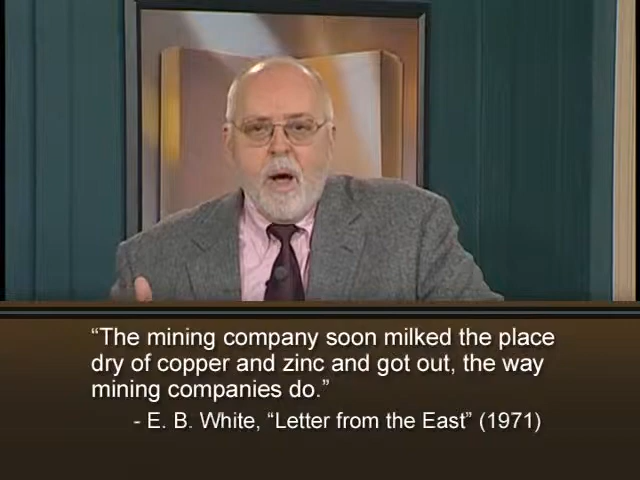 “The mining company soon milked the place
dry of copper and zinc and got out, the way
mining companies do.”
- E. B. White, “Letter from the East” (1971)